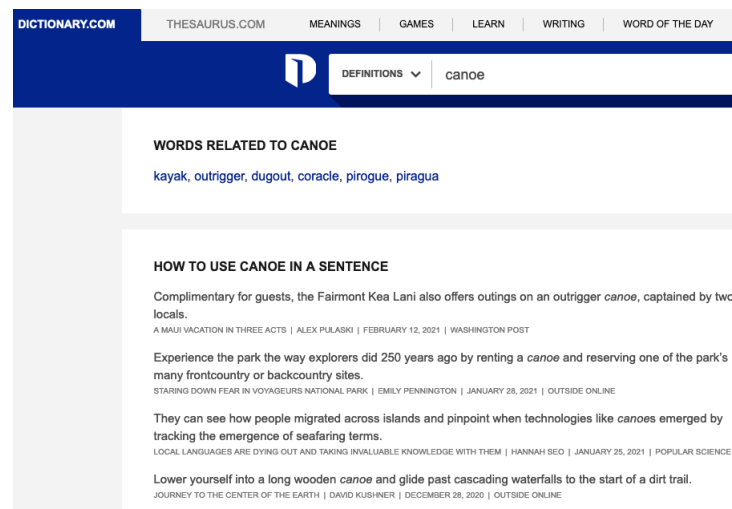 DICTIONARY.COM THESAURUS.COM MEANINGS GAMES LEARN WRITING WORD OF THE DAY
DEFINITIONS canoe
WORDS RELATED TO CANOE
kayak, outrigger, dugout, coracle, pirogue, piragua
HOW TO USE CANOE IN A SENTENCE
Complimentary for guests, the Fairmont Kea Lani also offers outings on an outrigger canoe, captained by two
locals.
A MAUI VACATION IN THREE ACTS | ALEX PULASKI | FEBRUARY 12, 2021 | WASHINGTON POST
Experience the park the way explorers did 250 years ago by renting a canoe and reserving one of the park's
many frontcountry or backcountry sites.
STARING DOWN FEAR IN VOYAGEURS NATIONAL PARK | EMILY PENNINGTON | JANUARY 28, 2021 | OUTSIDE ONLINE
They can see how people migrated across islands and pinpoint when technologies like canoes emerged by
tracking the emergence of seafaring terms.
LOCAL LANGUAGES ARE DYING OUT AND TAKING INVALUABLE KNOWLEDGE WITH THEM | HANNAH SEO | JANUARY 25, 2021 | POPULAR SCIENCE
Lower yourself into a long wooden canoe and glide past cascading waterfalls to the start of a dirt trail.
JOURNEY TO THE CENTER OF THE EARTH | DAVID KUSHNER | DECEMBER 28, 2020 | OUTSIDE ONLINE